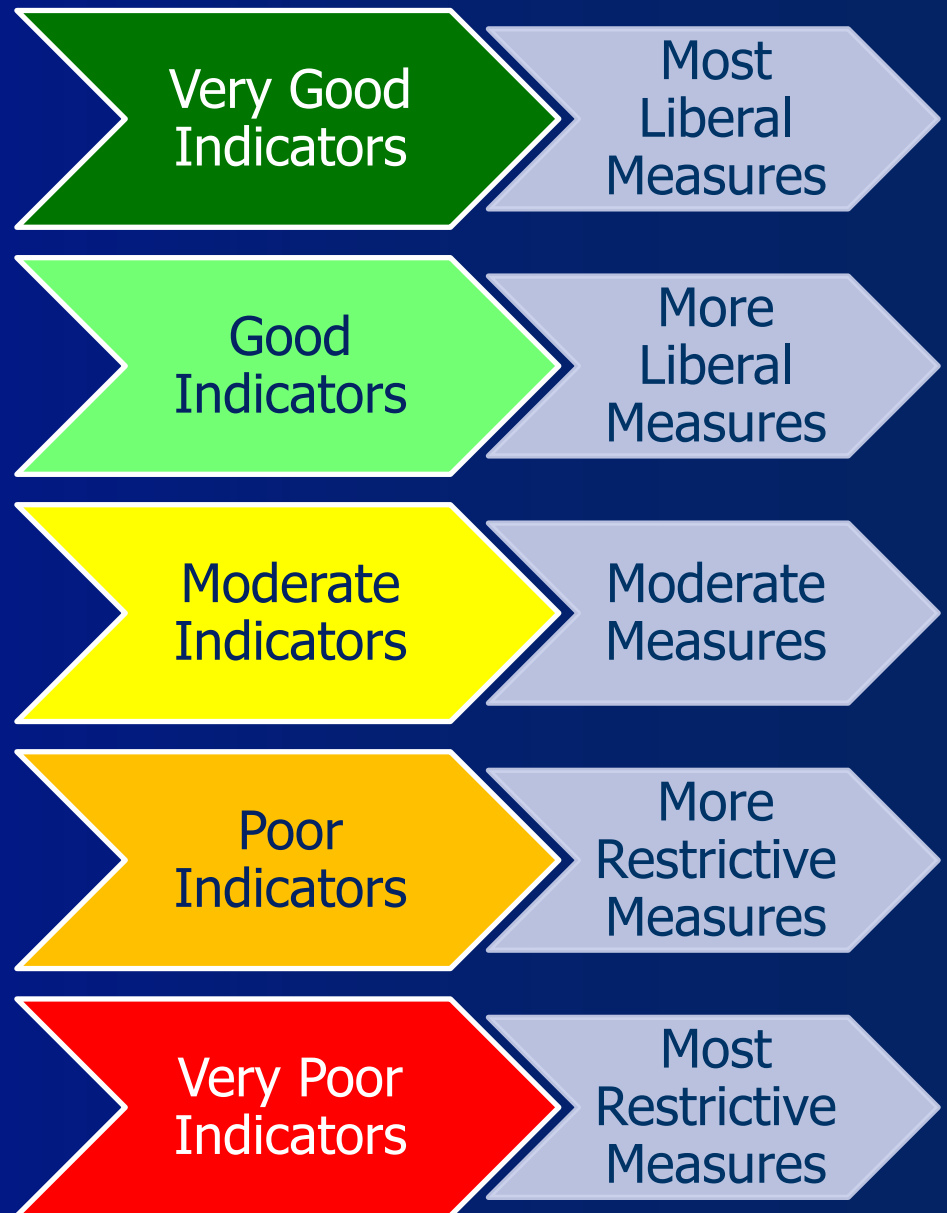 Very Good
Indicators
Most
Liberal
Measures
Good
Indicators
More
Liberal
Measures
Moderate
Indicators
Moderate
Measures
Poor
Indicators
More
Restrictive
Measures
Very Poor
Indicators
Most
Restrictive
Measures